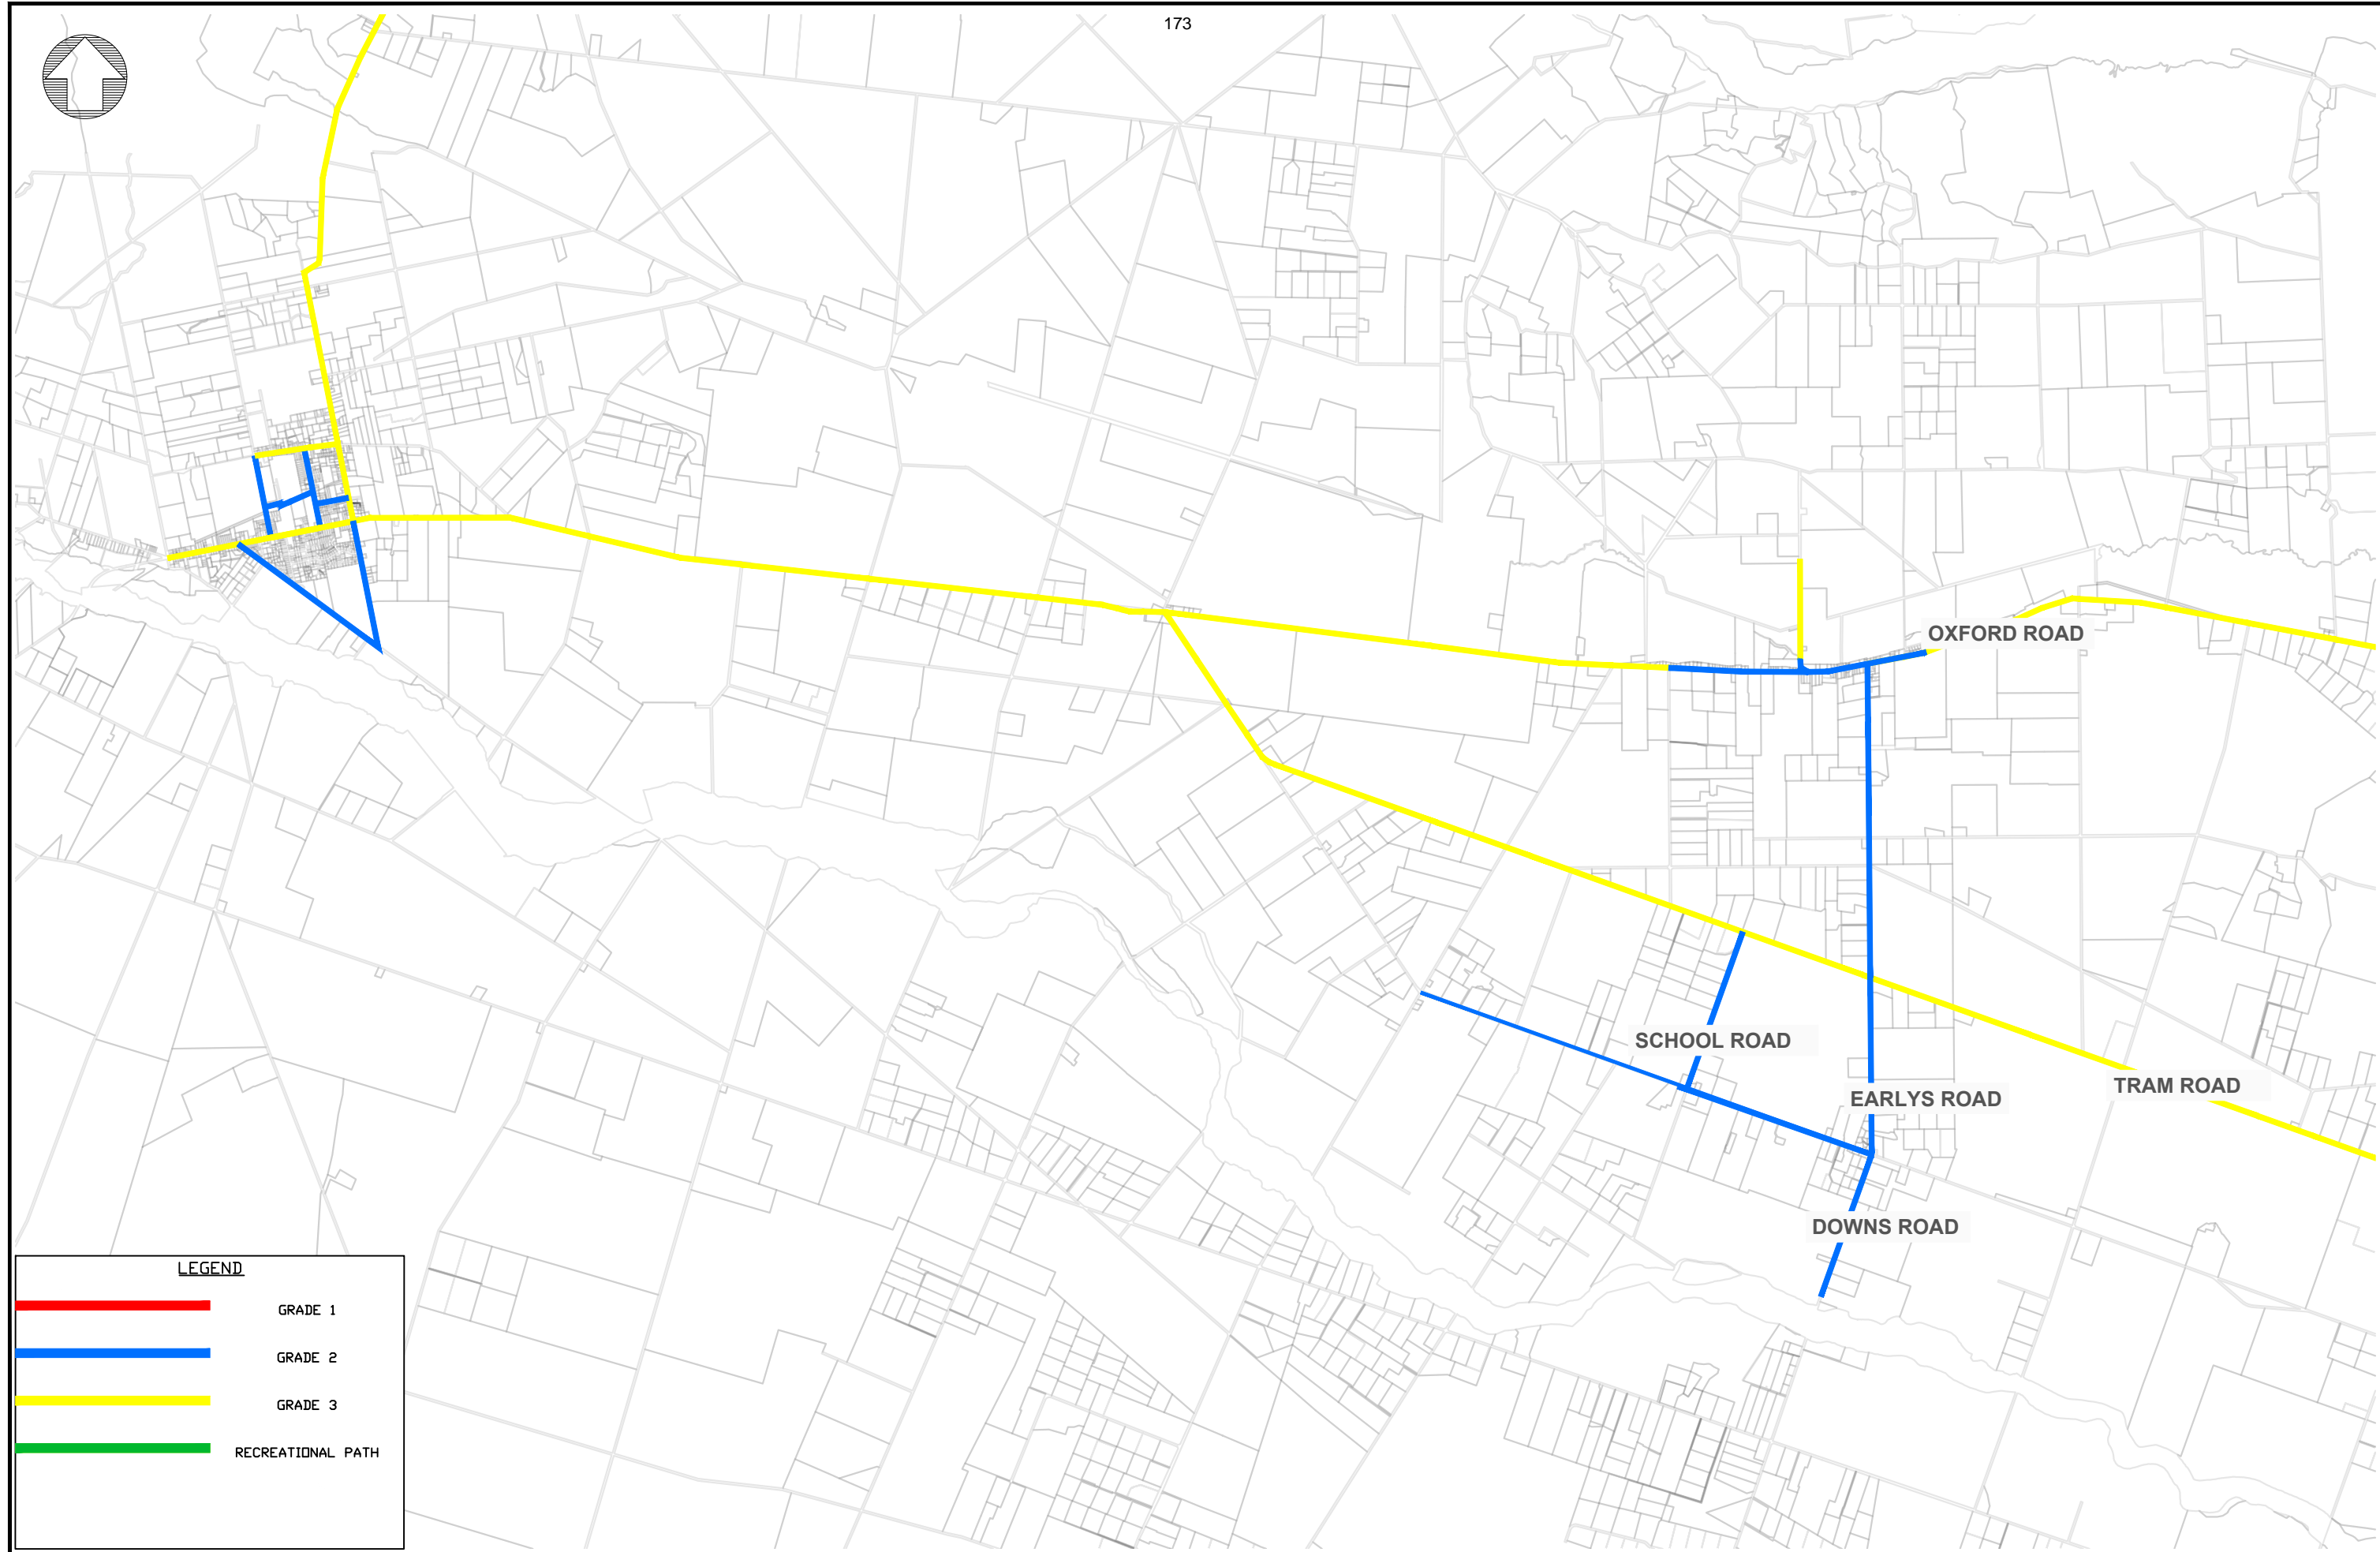 173
OXFORD ROAD
SCHOOL ROAD
TRAM ROAD
EARLYS ROAD
DOWNS ROAD
LEGEND
GRADE 1
GRADE 2
GRADE 3
RECREATIONAL PATH